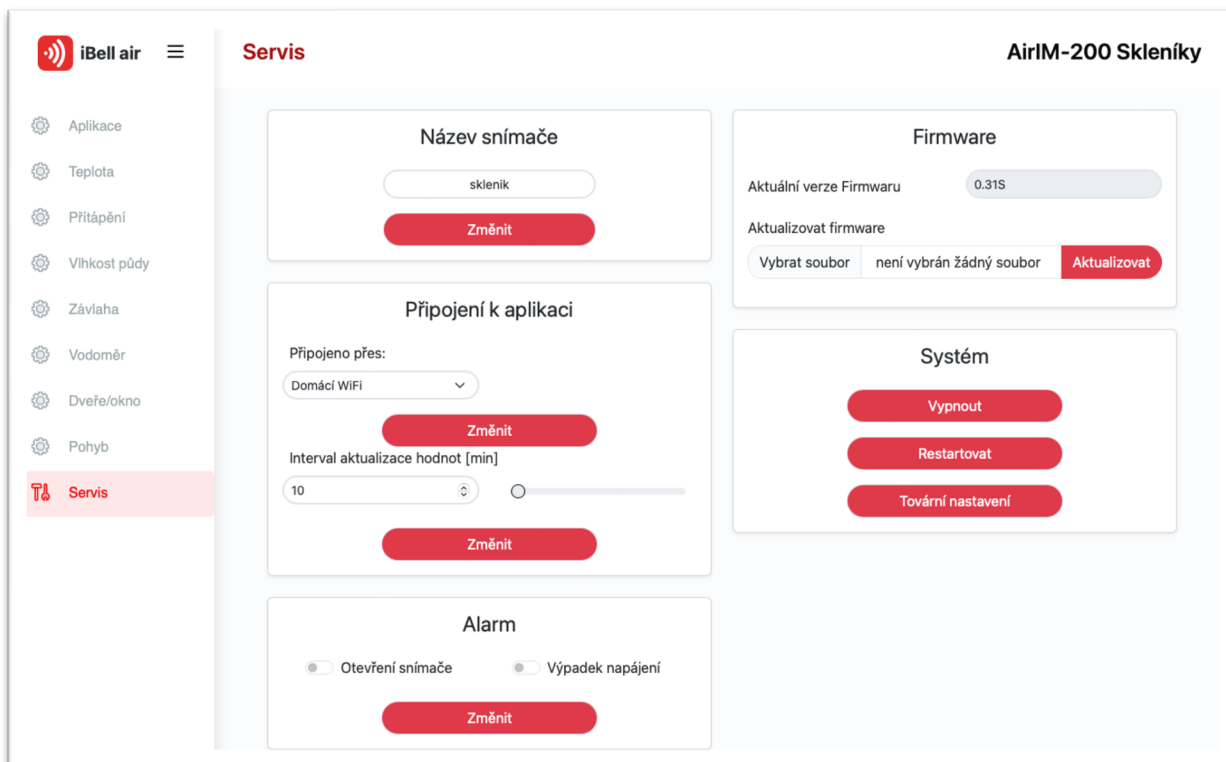 iBell air
Servis
AirIM-200 Skleníky
Aplikace
Teplota
Přítápění
Vlhkost půdy
Závlaha
Vodoměr
Dveře/okno
Pohyb
Servis
Název snímače
sklenik
Změnit
Připojení k aplikaci
Připojeno přes:
Domácí WiFi
Změnit
Interval aktualizace hodnot [min]
10
Změnit
Alarm
Otevření snímače
Výpadek napájení
Změnit
Firmware
Aktuální verze Firmwaru
0.31S
Aktualizovat firmware
Vybrat soubor
není vybrán žádný soubor
Aktualizovat
Systém
Vypnout
Restartovat
Tovární nastavení